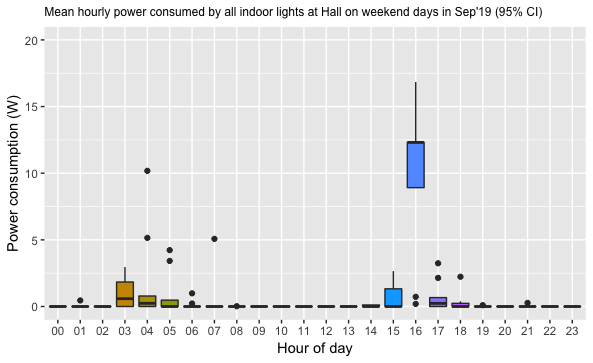 Mean hourly power consumed by all indoor lights at Hall on weekend days in Sep'19 (95% CI)
Power consumption (W)
20
15
10
5
0
00 01 02 03 04 05 06 07 08 09 10 11 12 13 14 15 16 17 18 19 20 21 22 23
Hour of day